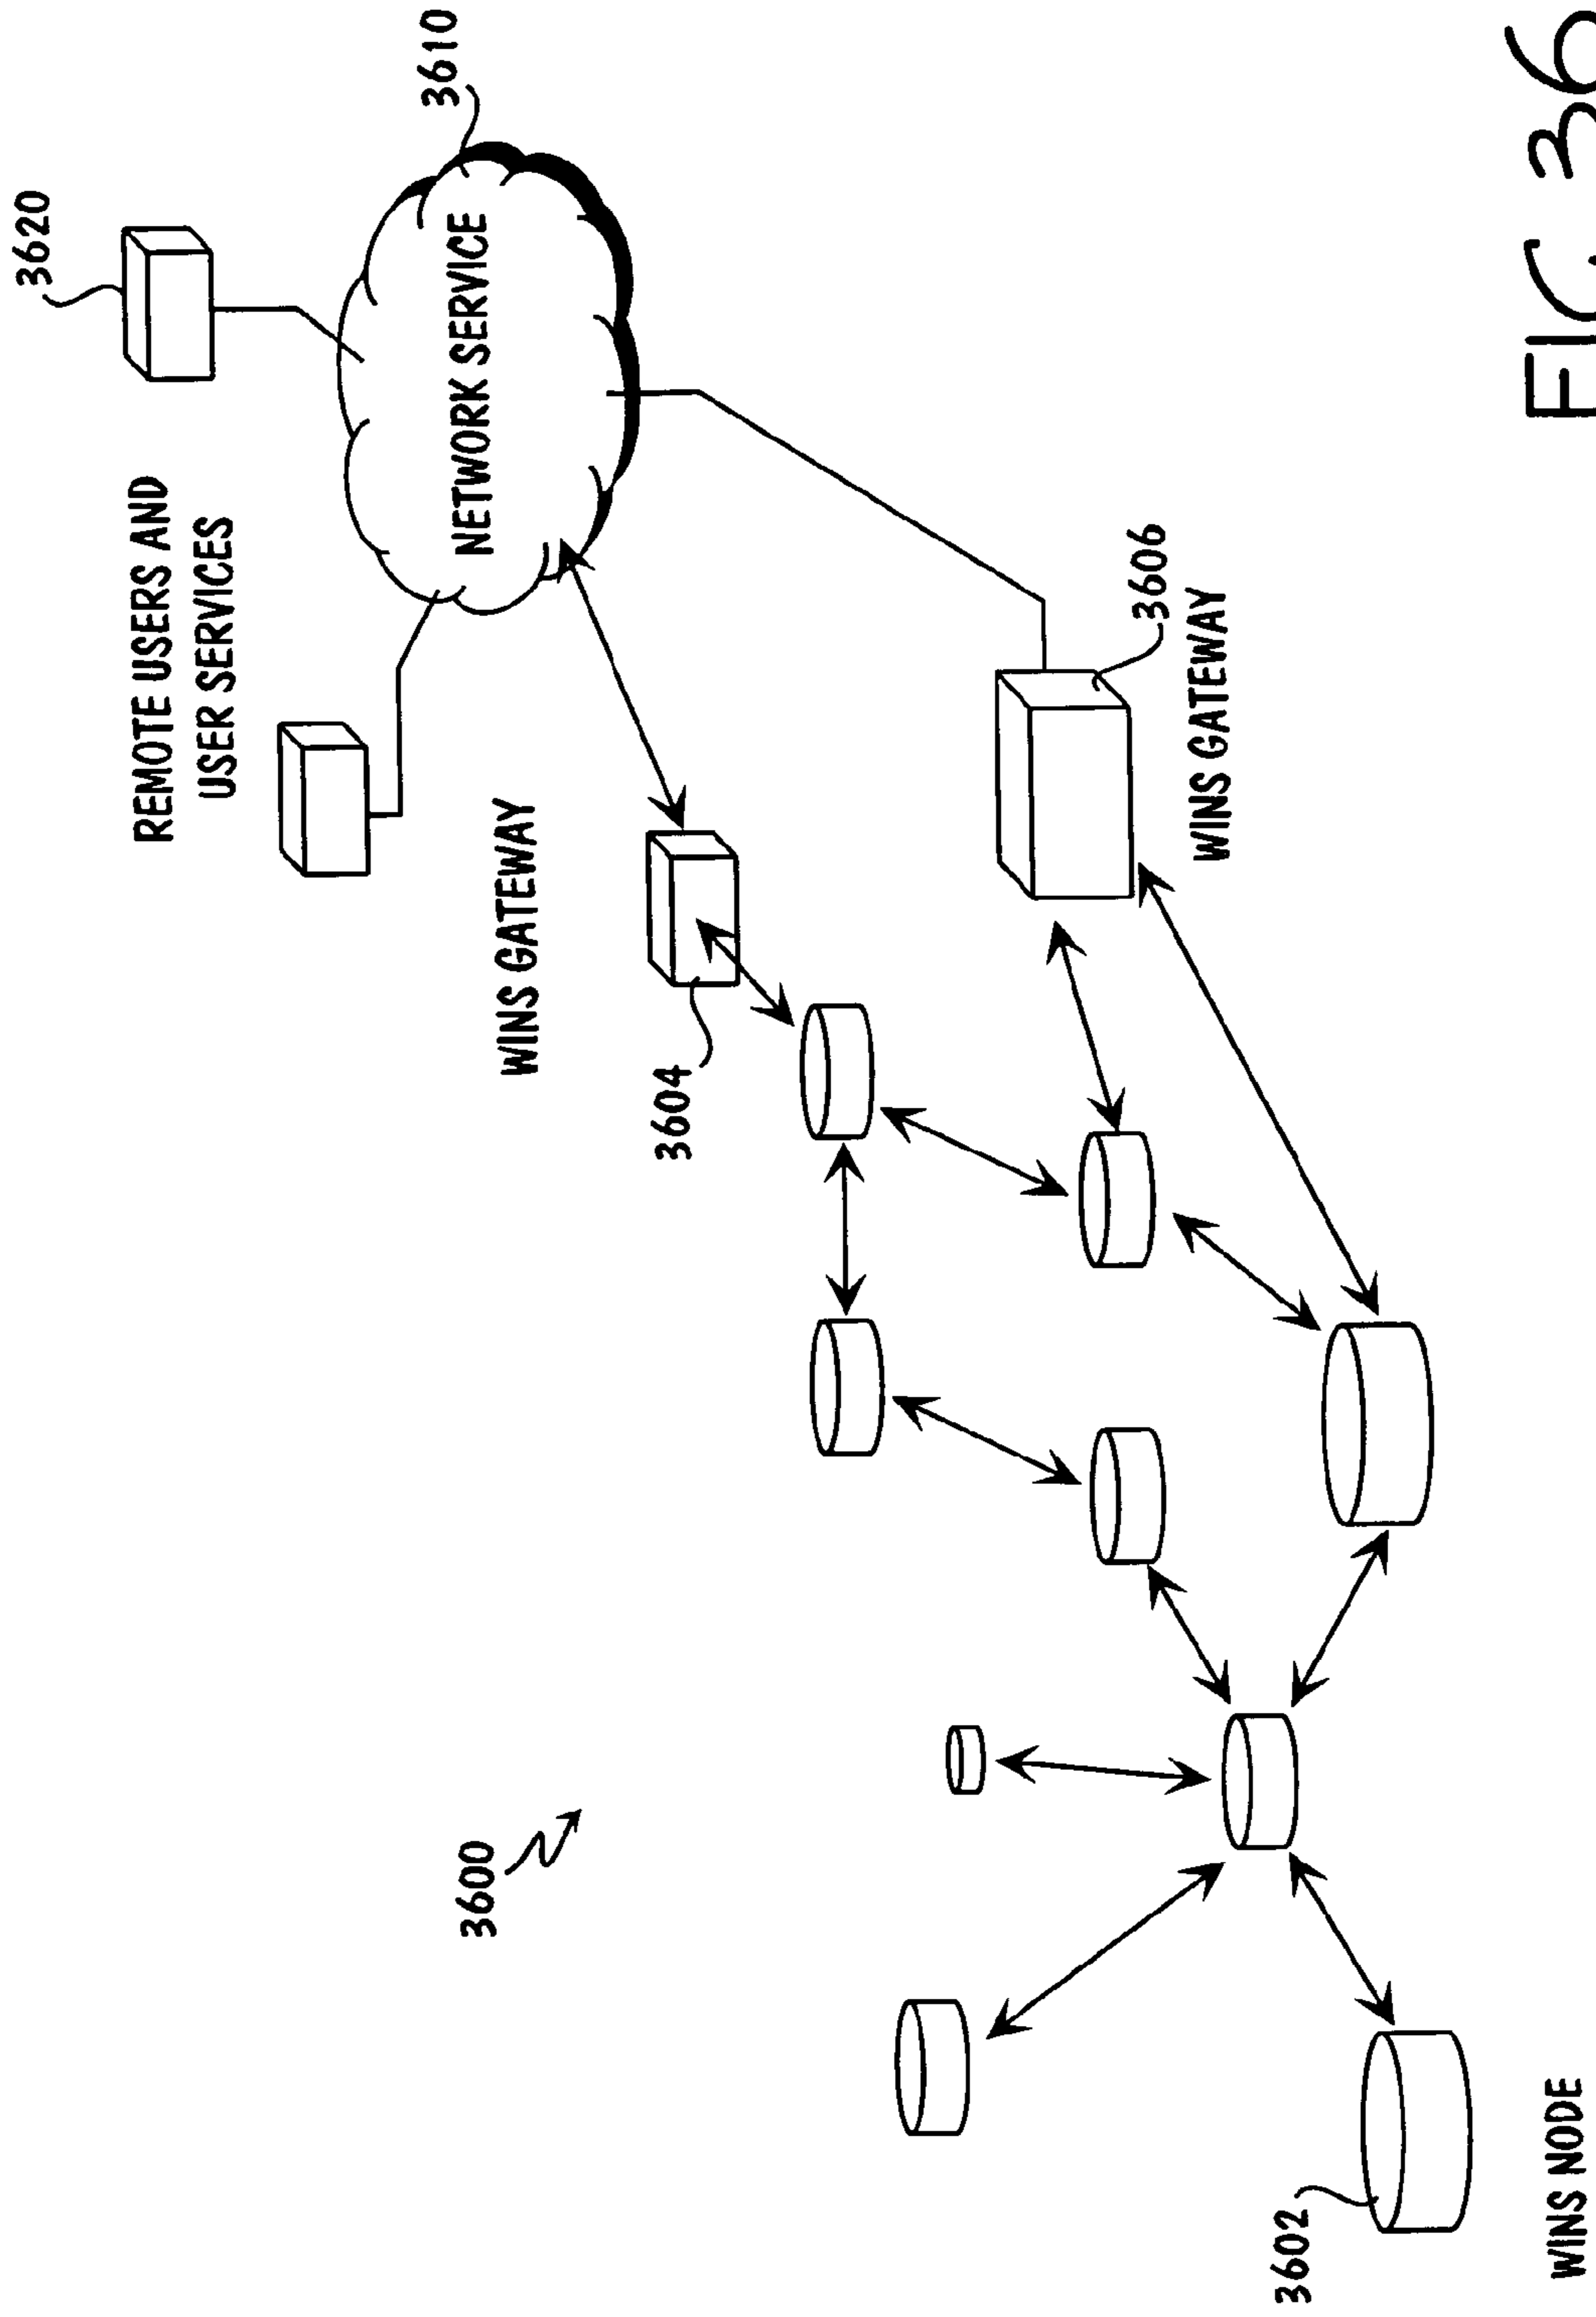 3620
REMOTE USERS AND
USER SERVICES
3610
NETWORK SERVICE
WINS GATEWAY
3604
3606
WINS GATEWAY
3600
3602
WINS NODE
FIG. 36